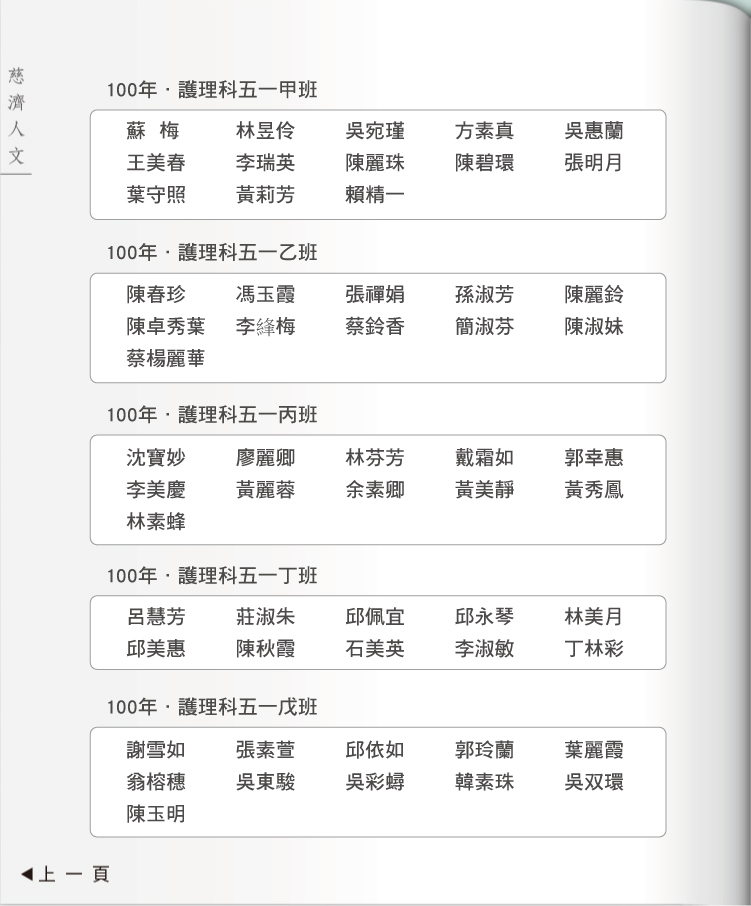 慈濟人文
100年．護理科五一甲班
蘇 梅 林昱伶 吳宛瑾 方素真 吳惠蘭
王美春 李瑞英 陳麗珠 陳碧環 張明月
葉守照 黃莉芳 賴精一
100年．護理科五一乙班
陳春珍 馮玉霞 張禪娟 孫淑芳 陳麗鈴
陳卓秀葉 李絳梅 蔡鈴香 簡淑芬 陳淑妹
蔡楊麗華
100年．護理科五一丙班
沈寶妙 廖麗卿 林芬芳 戴霜如 郭幸惠
李美慶 黃麗蓉 余素卿 黃美靜 黃秀鳳
林素蜂
100年．護理科五一丁班
呂慧芳 莊淑朱 邱佩宜 邱永琴 林美月
邱美惠 陳秋霞 石美英 李淑敏 丁林彩
100年．護理科五一戊班
謝雪如 張素萱 邱依如 郭玲蘭 葉麗霞
翁榕穗 吳東駿 吳彩蟳 韓素珠 吳双環
陳玉明
◀上一頁